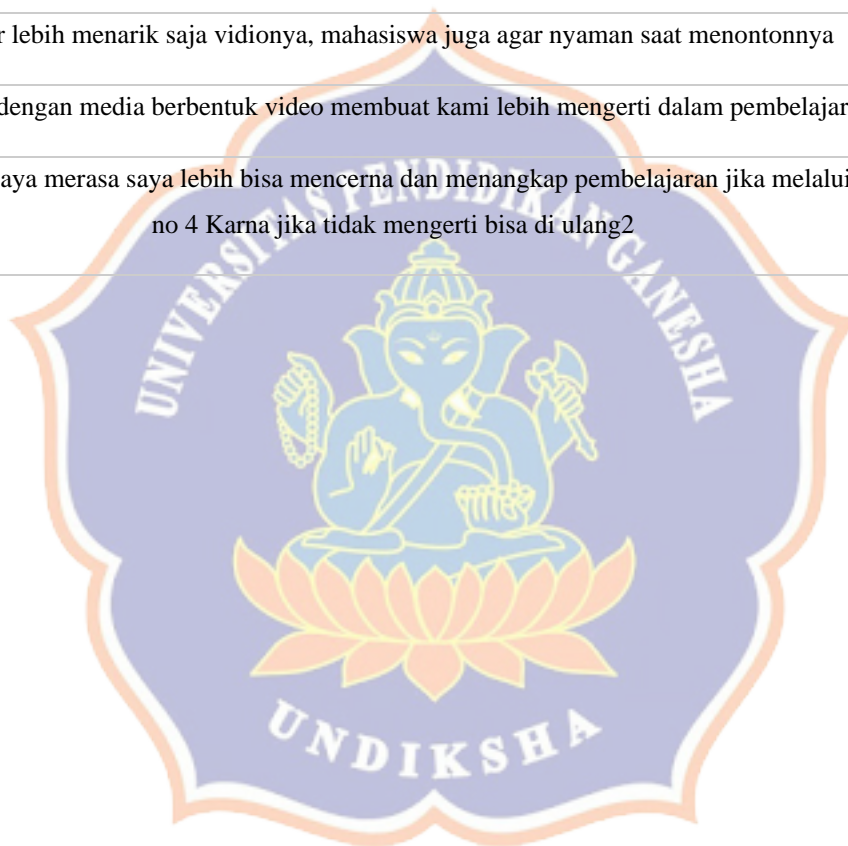 r lebih menarik saja vidionya, mahasiswa juga agar nyaman saat menontonnya
dengan media berbentuk video membuat kami lebih mengerti dalam pembelajar
aya merasa saya lebih bisa mencerna dan menangkap pembelajaran jika melalui
no 4 Karna jika tidak mengerti bisa di ulang2
UNIVERSITAS PENDIDIKAN GANESHA
UNDIKSHA